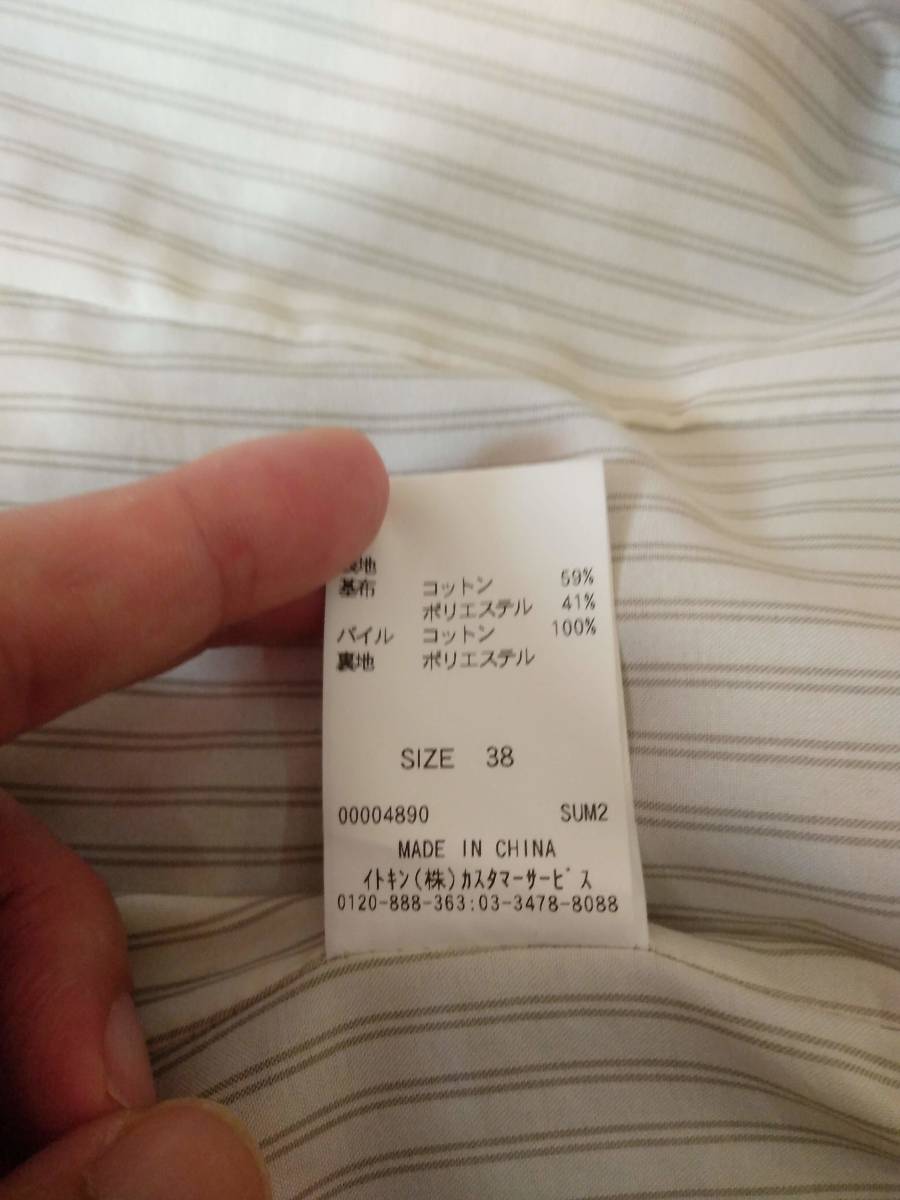 表地
基布 コットン 59%
ポリエステル 41%
パイル コットン 100%
裏地 ポリエステル
SIZE 38
00004890 SUM2
MADE IN CHINA
イトキン(株)カスタマーサービス
0120-888-363:03-3478-8088